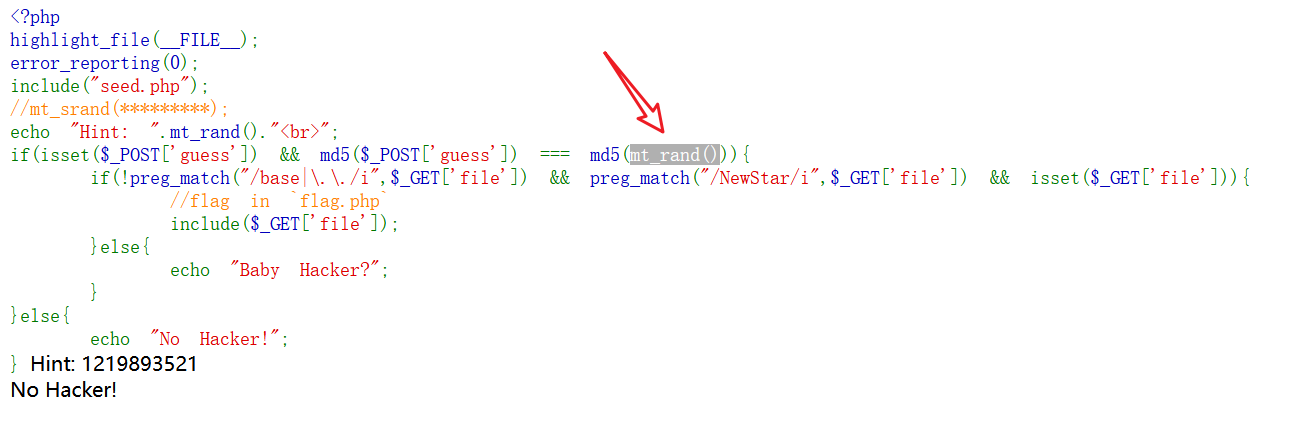 <?php
highlight_file(__FILE__);
error_reporting(0);
include("seed.php");
//mt_srand(*********);
echo "Hint: ".mt_rand()."<br>";
if(isset($_POST['guess']) && md5($_POST['guess']) === md5(mt_rand())){
        if(!preg_match("/base|\.\./i",$_GET['file']) && preg_match("/NewStar/i",$_GET['file']) && isset($_GET['file'])){
                //flag in `flag.php`
                include($_GET['file']);
        }else{
                echo "Baby Hacker?";
        }
}else{
        echo "No Hacker!";
} Hint: 1219893521
No Hacker!